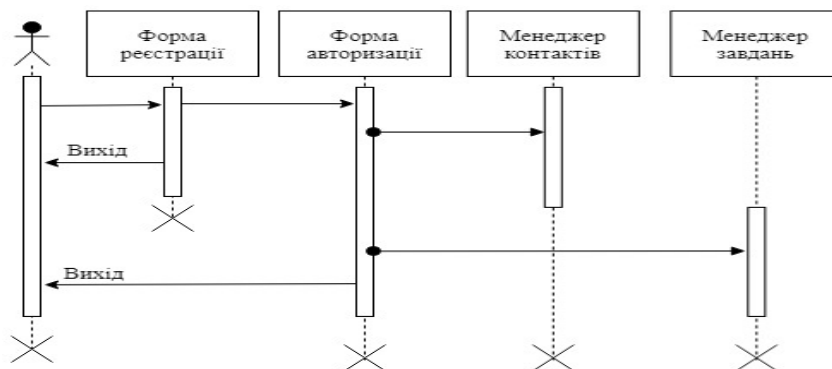 Форма
реєстрації
Форма
авторизації
Менеджер
контактів
Менеджер
завдань
Вихід
Вихід